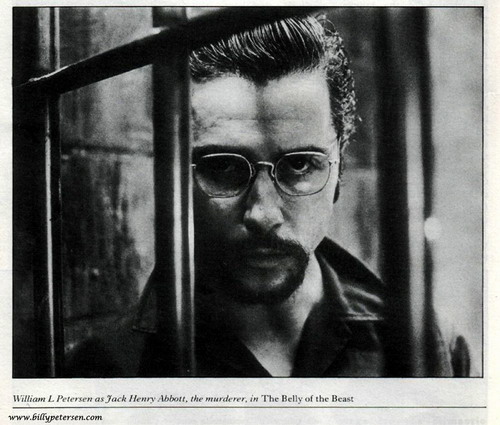 William L Petersen as Jack Henry Abbott, the murderer, in The Belly of the Beast
www.billypetersen.com